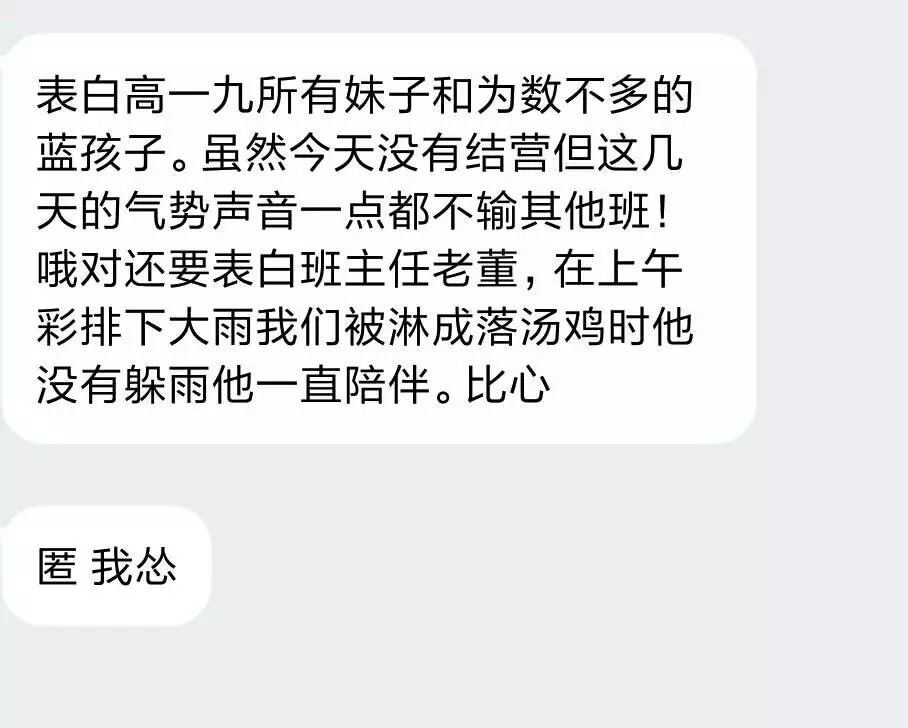 表白高一九所有妹子和为数不多的
蓝孩子。虽然今天没有结营但这几
天的气势声音一点都不输其他班！
哦对还要表白班主任老董，在上午
彩排下大雨我们被淋成落汤鸡时他
没有躲雨他一直陪伴。比心
匿 我怂